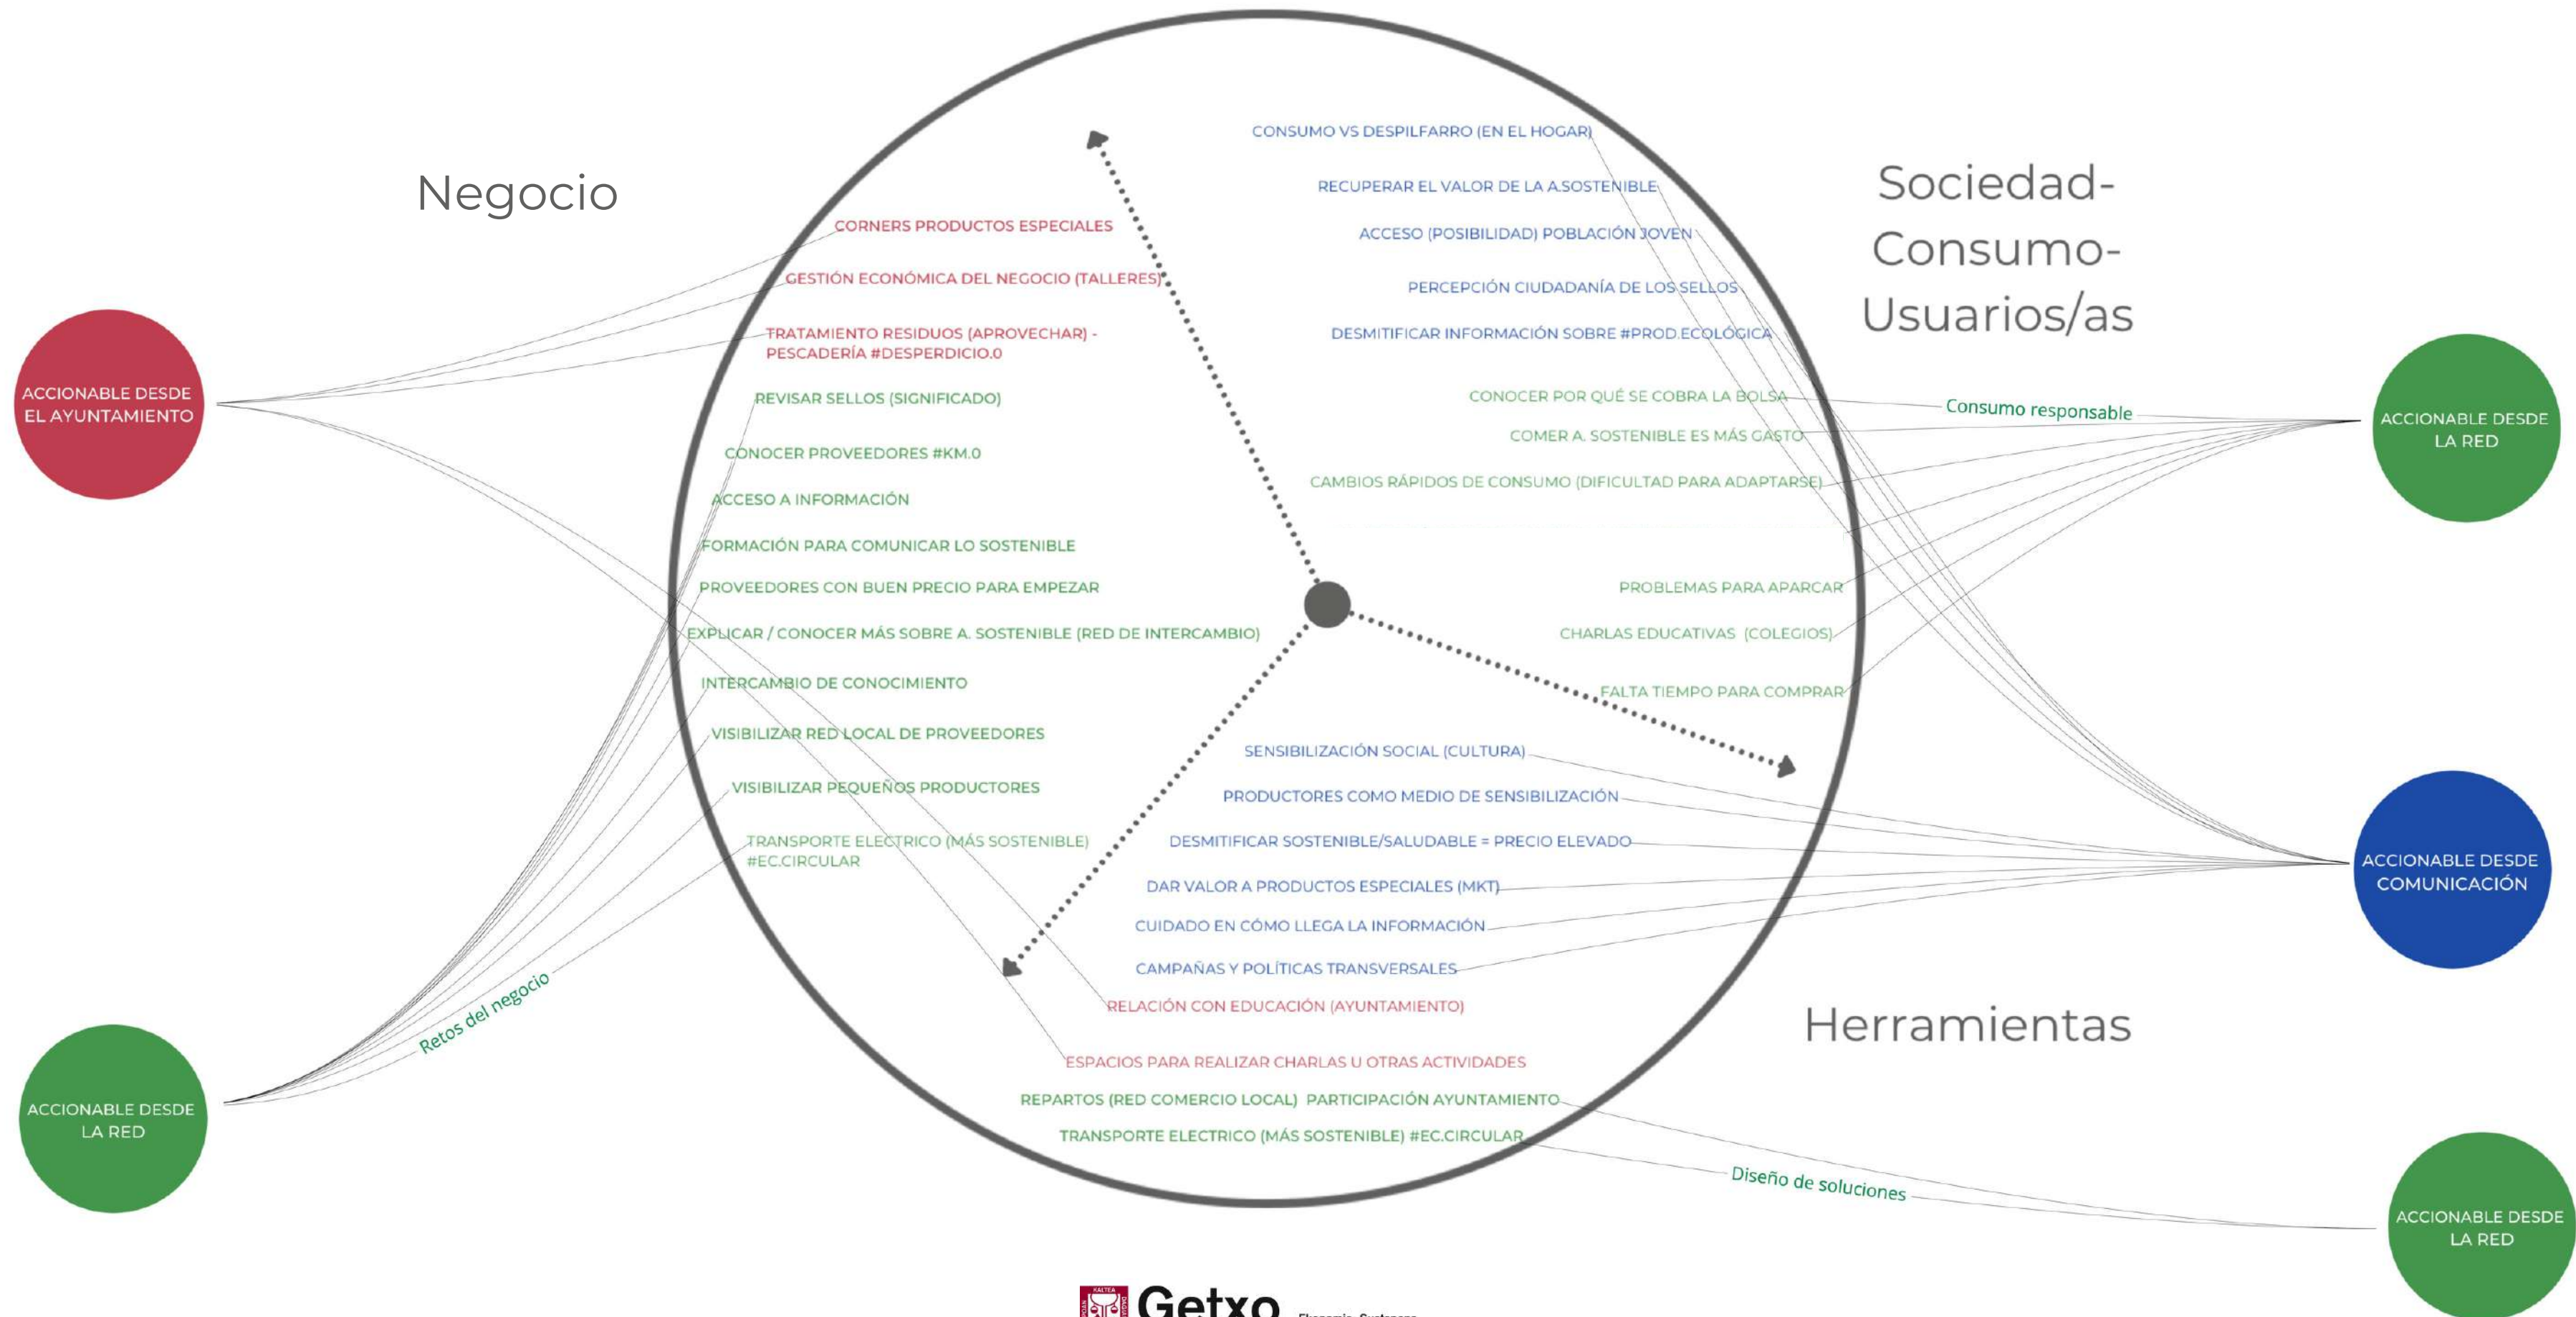 Negocio
CORNERS PRODUCTOS ESPECIALES
GESTIÓN ECONÓMICA DEL NEGOCIO (TALLERES)
TRATAMIENTO RESIDUOS (APROVECHAR) -
PESCADERÍA #DESPERDICIO.0
REVISAR SELLOS (SIGNIFICADO)
CONOCER PROVEEDORES #KM.0
ACCESO A INFORMACIÓN
FORMACIÓN PARA COMUNICAR LO SOSTENIBLE
PROVEEDORES CON BUEN PRECIO PARA EMPEZAR
EXPLICAR / CONOCER MÁS SOBRE A. SOSTENIBLE (RED DE INTERCAMBIO)
INTERCAMBIO DE CONOCIMIENTO
VISIBILIZAR RED LOCAL DE PROVEEDORES
VISIBILIZAR PEQUEÑOS PRODUCTORES
TRANSPORTE ELECTRICO (MÁS SOSTENIBLE)
#EC.CIRCULAR
ACCIONABLE DESDE
EL AYUNTAMIENTO
Retos del negocio
ACCIONABLE DESDE
LA RED
Sociedad-
Consumo-
Usuarios/as
CONSUMO VS DESPILFARRO (EN EL HOGAR)
RECUPERAR EL VALOR DE LA A.SOSTENIBLE
ACCESO (POSIBILIDAD) POBLACIÓN JOVEN
PERCEPCIÓN CIUDADANÍA DE LOS SELLOS
DESMITIFICAR INFORMACIÓN SOBRE #PROD.ECOLÓGICA
CONOCER POR QUÉ SE COBRA LA BOLSA
COMER A. SOSTENIBLE ES MÁS GASTO
CAMBIOS RÁPIDOS DE CONSUMO (DIFICULTAD PARA ADAPTARSE)
PROBLEMAS PARA APARCAR
CHARLAS EDUCATIVAS (COLEGIOS)
FALTA TIEMPO PARA COMPRAR
Consumo responsable
ACCIONABLE DESDE
LA RED
SENSIBILIZACIÓN SOCIAL (CULTURA)
PRODUCTORES COMO MEDIO DE SENSIBILIZACIÓN
DESMITIFICAR SOSTENIBLE/SALUDABLE = PRECIO ELEVADO
DAR VALOR A PRODUCTOS ESPECIALES (MKT)
CUIDADO EN CÓMO LLEGA LA INFORMACIÓN
CAMPAÑAS Y POLÍTICAS TRANSVERSALES
RELACIÓN CON EDUCACIÓN (AYUNTAMIENTO)
ESPACIOS PARA REALIZAR CHARLAS U OTRAS ACTIVIDADES
REPARTOS (RED COMERCIO LOCAL) PARTICIPACIÓN AYUNTAMIENTO
TRANSPORTE ELECTRICO (MÁS SOSTENIBLE) #EC.CIRCULAR
ACCIONABLE DESDE
COMUNICACIÓN
Herramientas
Diseño de soluciones
ACCIONABLE DESDE
LA RED
KALTEA
Getxo